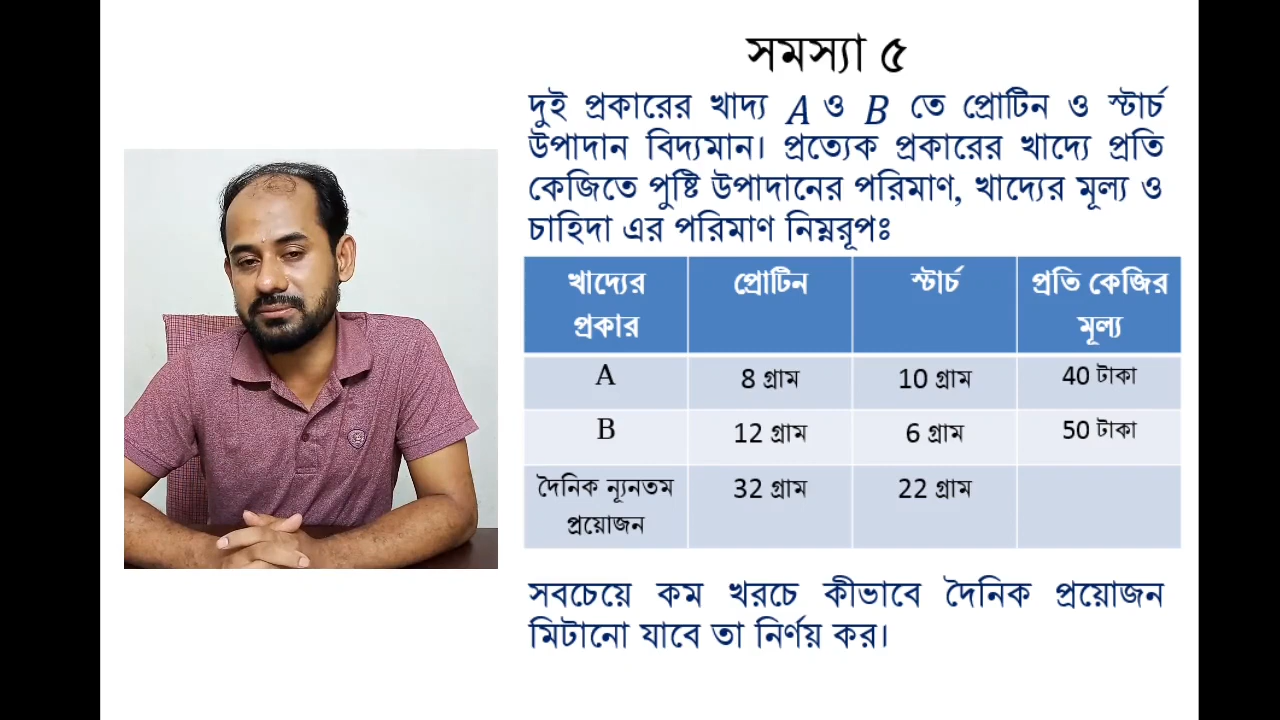 সমস্যা ৫
দুই প্রকারের খাদ্য A ও B তে প্রোটিন ও স্টার্চ
উপাদান বিদ্যমান। প্রত্যেক প্রকারের খাদ্যে প্রতি
কেজিতে পুষ্টি উপাদানের পরিমাণ, খাদ্যের মূল্য ও
চাহিদা এর পরিমাণ নিম্নরূপঃ
খাদ্যের প্রকার প্রোটিন স্টার্চ প্রতি কেজির মূল্য
A 8 গ্রাম 10 গ্রাম 40 টাকা
B 12 গ্রাম 6 গ্রাম 50 টাকা
দৈনিক ন্যূনতম প্রয়োজন 32 গ্রাম 22 গ্রাম
সবচেয়ে কম খরচে কীভাবে দৈনিক প্রয়োজন
মিটানো যাবে তা নির্ণয় কর।